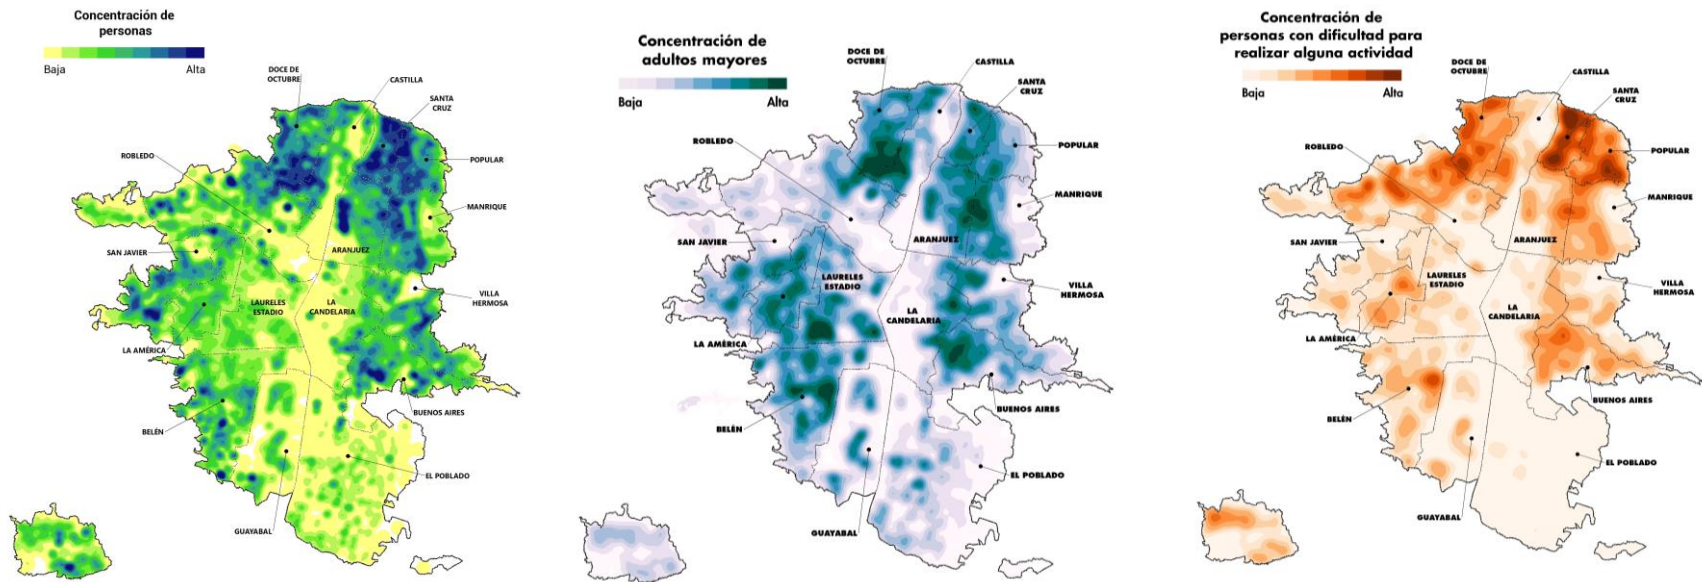 Concentración de
personas
Baja
Alta
DOCE DE
OCTUBRE
CASTILLA
SANTA
CRUZ
ROBLEDO
POPULAR
MANRIQUE
SAN JAVIER
ARANJUEZ
VILLA
HERMOSA
LAURELES
ESTADIO
LA
CANDELARIA
LA AMÉRICA
BUENOS AIRES
BELÉN
EL POBLADO
GUAYABAL
Concentración de
adultos mayores
Baja
Alta
DOCE DE
OCTUBRE
CASTILLA
SANTA
CRUZ
ROBLEDO
POPULAR
MANRIQUE
SAN JAVIER
ARANJUEZ
LAURELES
ESTADIO
VILLA
HERMOSA
LA
CANDELARIA
LA AMÉRICA
BUENOS AIRES
BELÉN
EL POBLADO
GUAYABAL
Concentración de
personas con dificultad para
realizar alguna actividad
Baja
Alta
DOCE DE
OCTUBRE
CASTILLA
SANTA
CRUZ
ROBLEDO
POPULAR
MANRIQUE
SAN JAVIER
ARANJUEZ
LAURELES
ESTADIO
VILLA
HERMOSA
LA
CANDELARIA
LA AMÉRICA
BUENOS AIRES
BELÉN
EL POBLADO
GUAYABAL